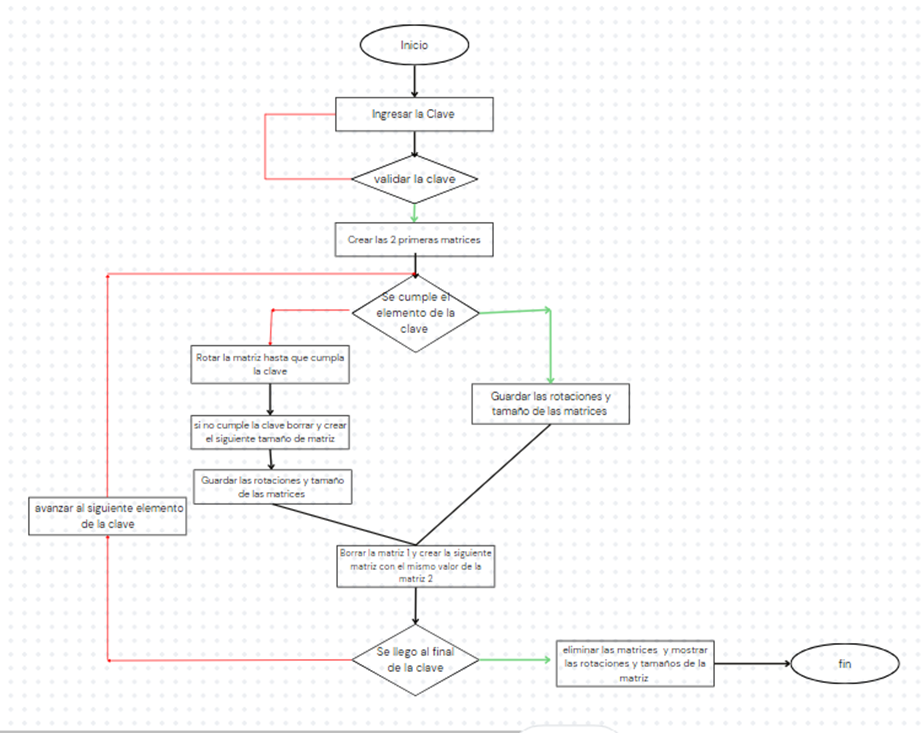 Inicio
Ingresar la Clave
validar la clave
Crear las 2 primeras matrices
Se cumple el
elemento de la
clave
Rotar la matriz hasta que cumpla
la clave
Guardar las rotaciones y
tamaño de las matrices
si no cumple la clave borrar y crear
el siguiente tamaño de matriz
Guardar las rotaciones y tamaño
de las matrices
avanzar al siguiente elemento
de la clave
Borrar la matriz 1 y crear la siguiente
matriz con el mismo valor de la
matriz 2
Se llego al final
de la clave
eliminar las matrices y mostrar
las rotaciones y tamaños de la
matriz
fin